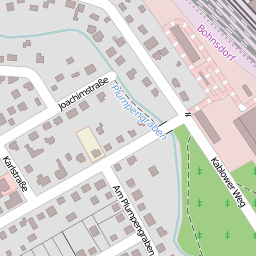 Bohnsdorf
Joachimstraße
Plumpengraben
Karlstraße
Kablower Weg
Am Plumpengraben